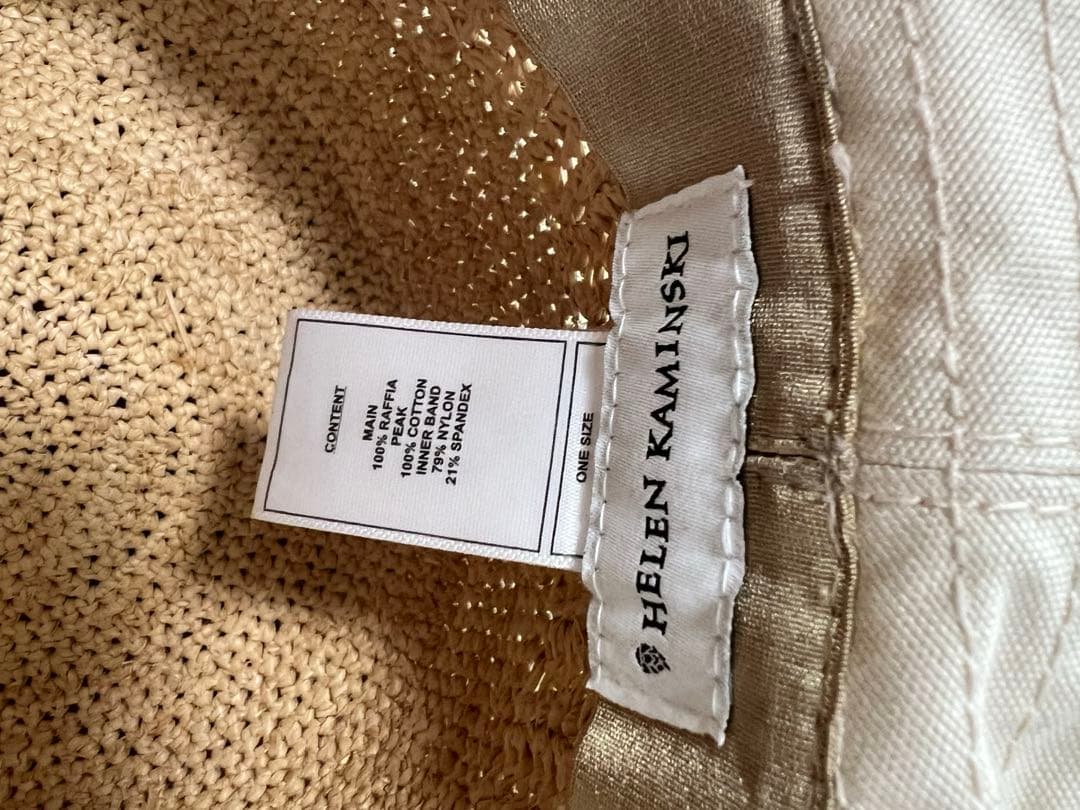 CONTENT
MAIN
100% RAFFIA
PEAK
100% COTTON
INNER BAND
79% NYLON
21% SPANDEX
ONE SIZE
HELEN KAMINSKI